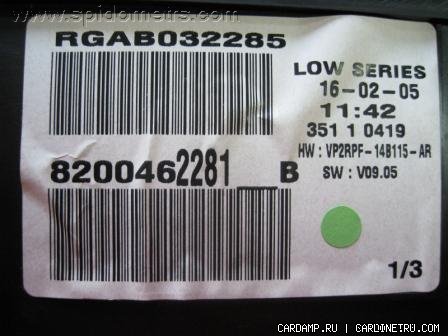 © www.spidometrs.com
RGAB032285
LOW SERIES
16-02-05
11:42
351 1 0419
HW : VP2RPF-14B115-AR
SW : V09.05
8200462281__ B
1/3
CARDAMP.RU | CARDINETRU.COM